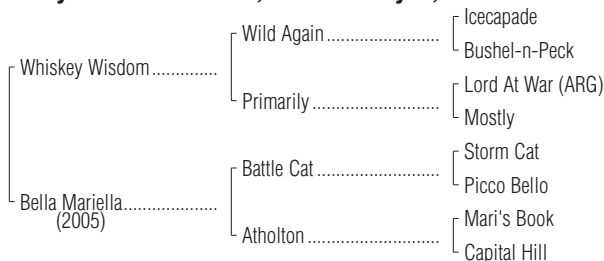 Icecapade
Wild Again
Bushel-n-Peck
Whiskey Wisdom
Lord At War (ARG)
Primarily
Mostly
Storm Cat
Battle Cat
Picco Bello
Bella Mariella
(2005)
Mari's Book
Atholton
Capital Hill